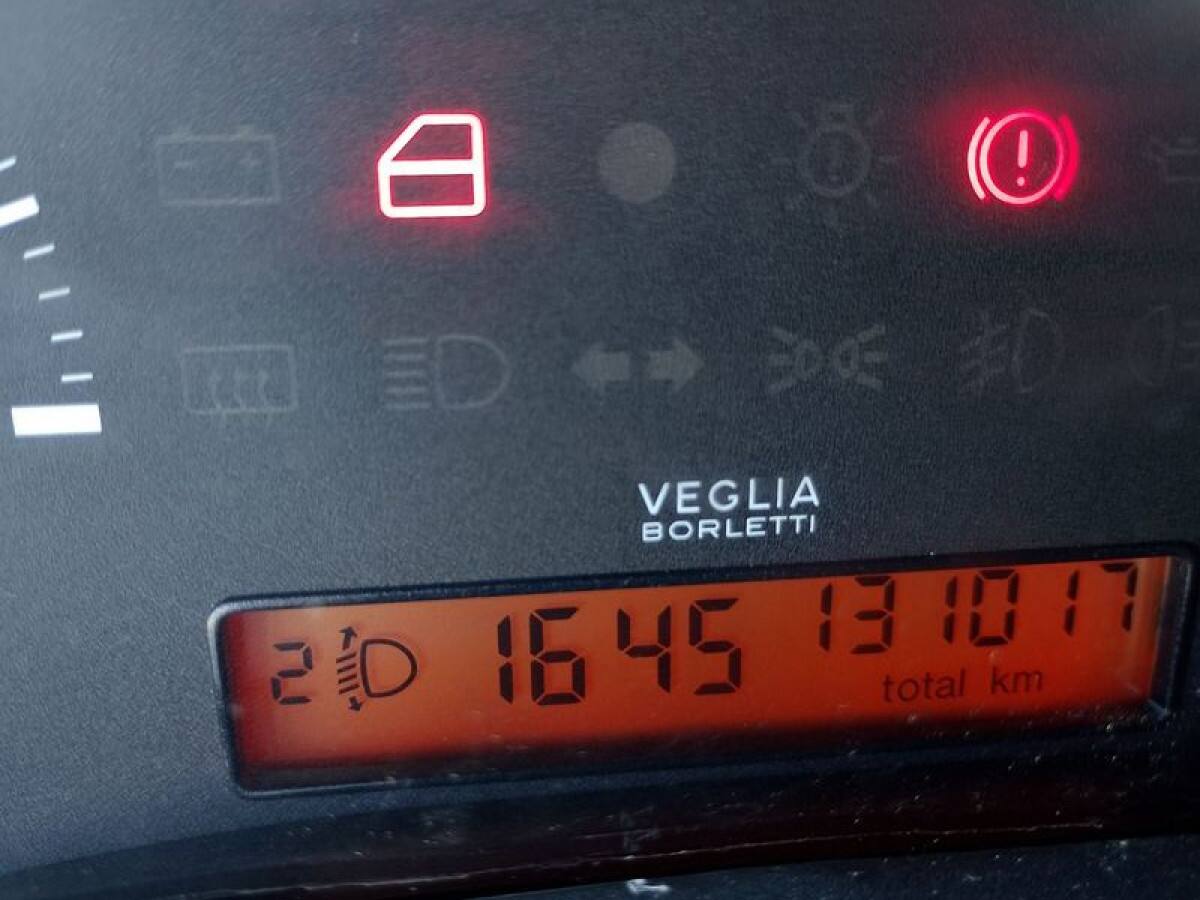 VEGLIA
BORLETTI
2 1645 131017
total km